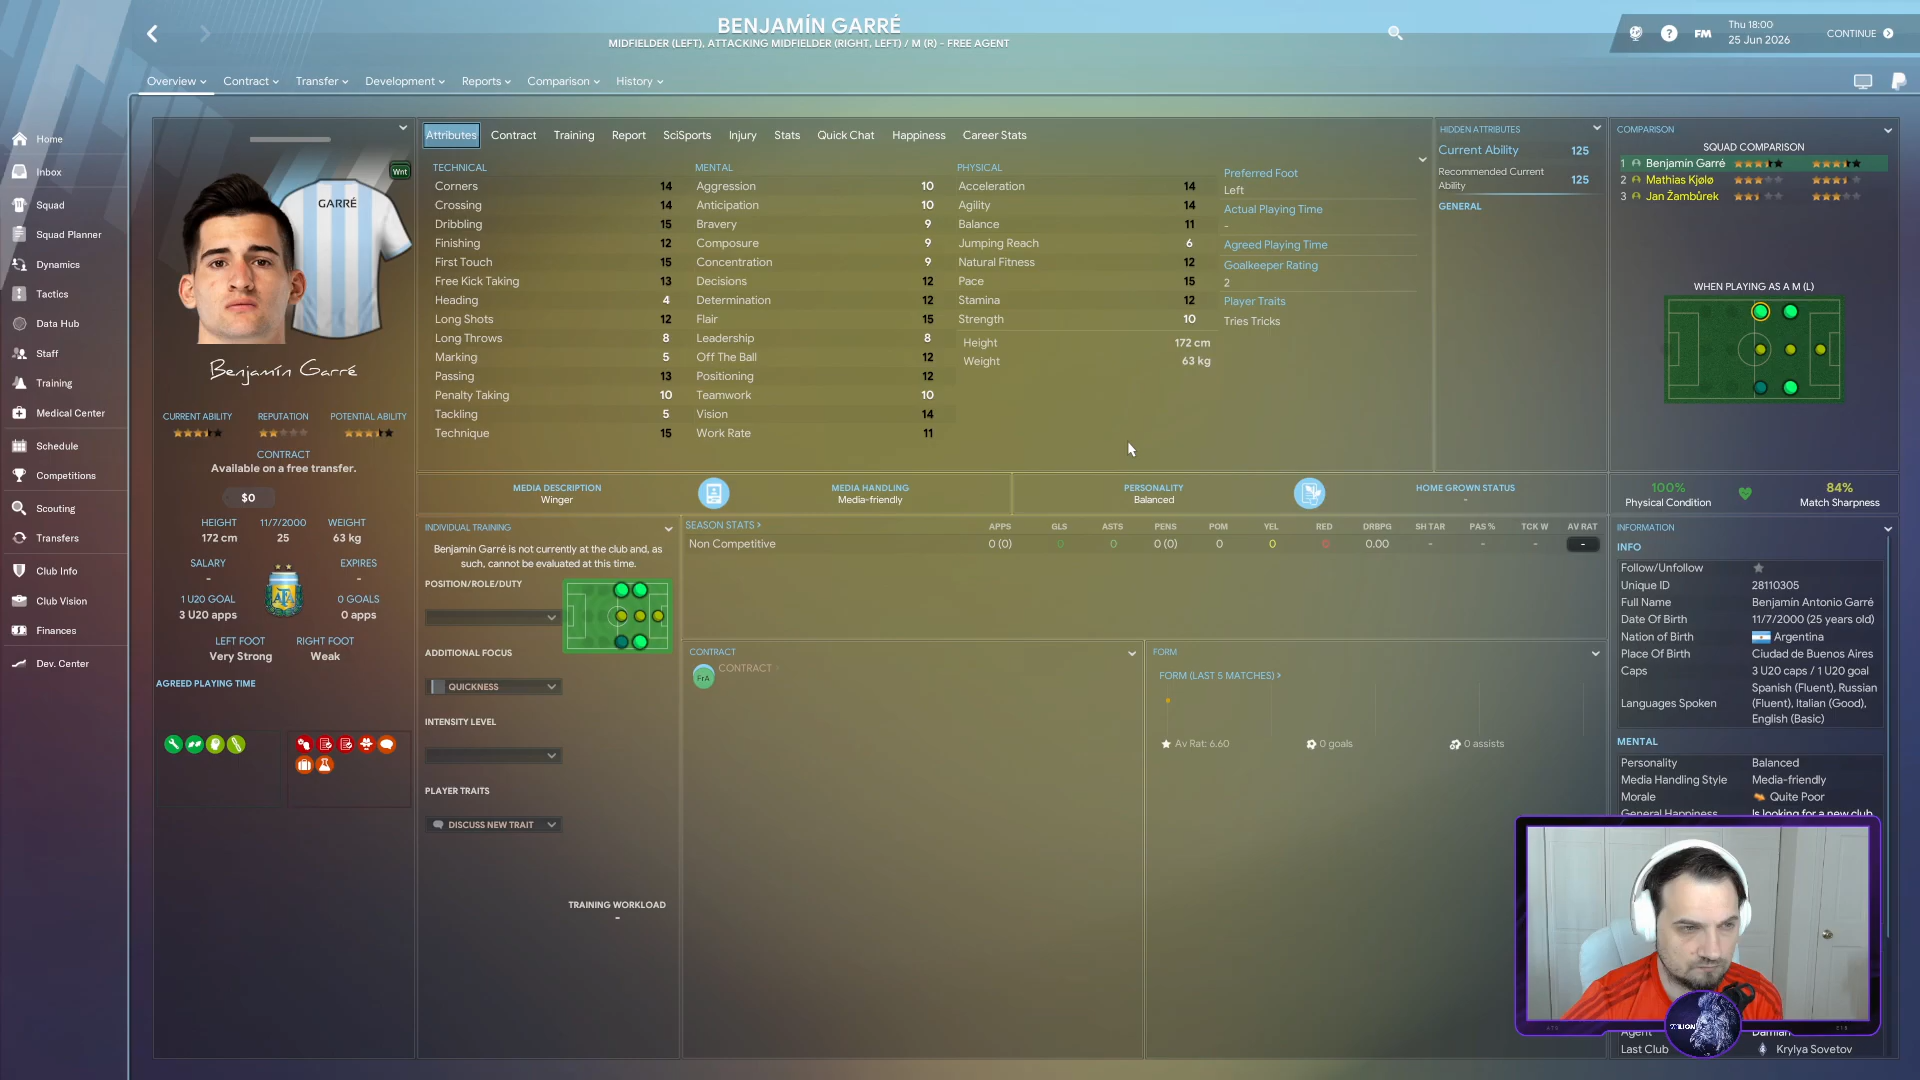 BENJAMÍN GARRÉ
MIDFIELDER (LEFT), ATTACKING MIDFIELDER (RIGHT, LEFT) / M (R) - FREE AGENT
FM
Thu 18:00
25 Jun 2026
CONTINUE
Overview
Contract
Transfer
Development
Reports
Comparison
History
Home
Inbox
Squad
Squad Planner
Dynamics
Tactics
Data Hub
Staff
Training
Medical Center
Schedule
Competitions
Scouting
Transfers
Club Info
Club Vision
Finances
Dev. Center
Wnt
GARRÉ
Benjamín Garré
CURRENT ABILITY REPUTATION POTENTIAL ABILITY
CONTRACT
Available on a free transfer.
$0
HEIGHT 11/7/2000 WEIGHT
172 cm 25 63 kg
SALARY EXPIRES
- -
AFA
1 U20 GOAL 0 GOALS
3 U20 apps 0 apps
LEFT FOOT RIGHT FOOT
Very Strong Weak
AGREED PLAYING TIME
Attributes Contract Training Report SciSports Injury Stats Quick Chat Happiness Career Stats
TECHNICAL
Corners 14
Crossing 14
Dribbling 15
Finishing 12
First Touch 15
Free Kick Taking 13
Heading 4
Long Shots 12
Long Throws 8
Marking 5
Passing 13
Penalty Taking 10
Tackling 5
Technique 15
MENTAL
Aggression 10
Anticipation 10
Bravery 9
Composure 9
Concentration 9
Decisions 12
Determination 12
Flair 15
Leadership 8
Off The Ball 12
Positioning 12
Teamwork 10
Vision 14
Work Rate 11
PHYSICAL
Acceleration 14
Agility 14
Balance 11
Jumping Reach 6
Natural Fitness 12
Pace 15
Stamina 12
Strength 10
Height 172 cm
Weight 63 kg
Preferred Foot
Left
Actual Playing Time
-
Agreed Playing Time
Goalkeeper Rating
2
Player Traits
Tries Tricks
HIDDEN ATTRIBUTES
Current Ability 125
Recommended Current
Ability 125
GENERAL
COMPARISON
SQUAD COMPARISON
1 Benjamín Garré
2 Mathias Kjølø
3 Jan Žambůrek
WHEN PLAYING AS A M (L)
MEDIA DESCRIPTION
Winger
MEDIA HANDLING
Media-friendly
PERSONALITY
Balanced
HOME GROWN STATUS
-
100%
Physical Condition
84%
Match Sharpness
INDIVIDUAL TRAINING
Benjamín Garré is not currently at the club and, as
such, cannot be evaluated at this time.
POSITION/ROLE/DUTY
ADDITIONAL FOCUS
QUICKNESS
INTENSITY LEVEL
PLAYER TRAITS
DISCUSS NEW TRAIT
TRAINING WORKLOAD
-
SEASON STATS > APPS GLS ASTS PENS POM YEL RED DRBPG SH TAR PAS % TCK W AV RAT
Non Competitive 0 (0) 0 0 0 (0) 0 0 0 0.00 - - - -
CONTRACT
FrA CONTRACT >
FORM
FORM (LAST 5 MATCHES) >
Av Rat: 6.60 0 goals 0 assists
INFORMATION
INFO
Follow/Unfollow
Unique ID 28110305
Full Name Benjamín Antonio Garré
Date Of Birth 11/7/2000 (25 years old)
Nation of Birth Argentina
Place Of Birth Ciudad de Buenos Aires
Caps 3 U20 caps / 1 U20 goal
Languages Spoken Spanish (Fluent), Russian
(Fluent), Italian (Good),
English (Basic)
MENTAL
Personality Balanced
Media Handling Style Media-friendly
Morale Quite Poor
General Happiness Is looking for a new club
Agent
Last Club Krylya Sovetov